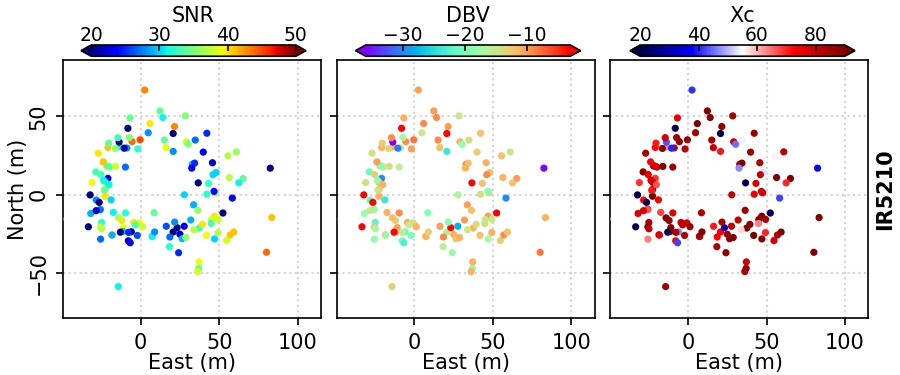 SNR
20 30 40 50
DBV
−30 −20 −10
Xc
20 40 60 80
North (m)
50
0
−50
0 50 100
East (m)
0 50 100
East (m)
0 50 100
East (m)
IR5210